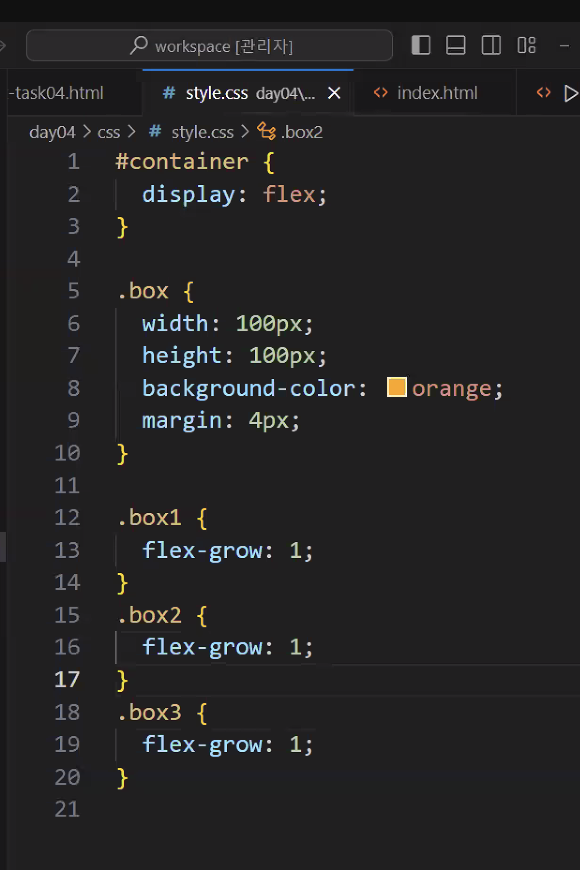 workspace [관리자]
-task04.html
# style.css day04\... ×
<> index.html
<>
day04 > css > # style.css > .box2
1 #container {
2 display: flex;
3 }
4
5 .box {
6 width: 100px;
7 height: 100px;
8 background-color: orange;
9 margin: 4px;
10 }
11
12 .box1 {
13 flex-grow: 1;
14 }
15 .box2 {
16 flex-grow: 1;
17 }
18 .box3 {
19 flex-grow: 1;
20 }
21